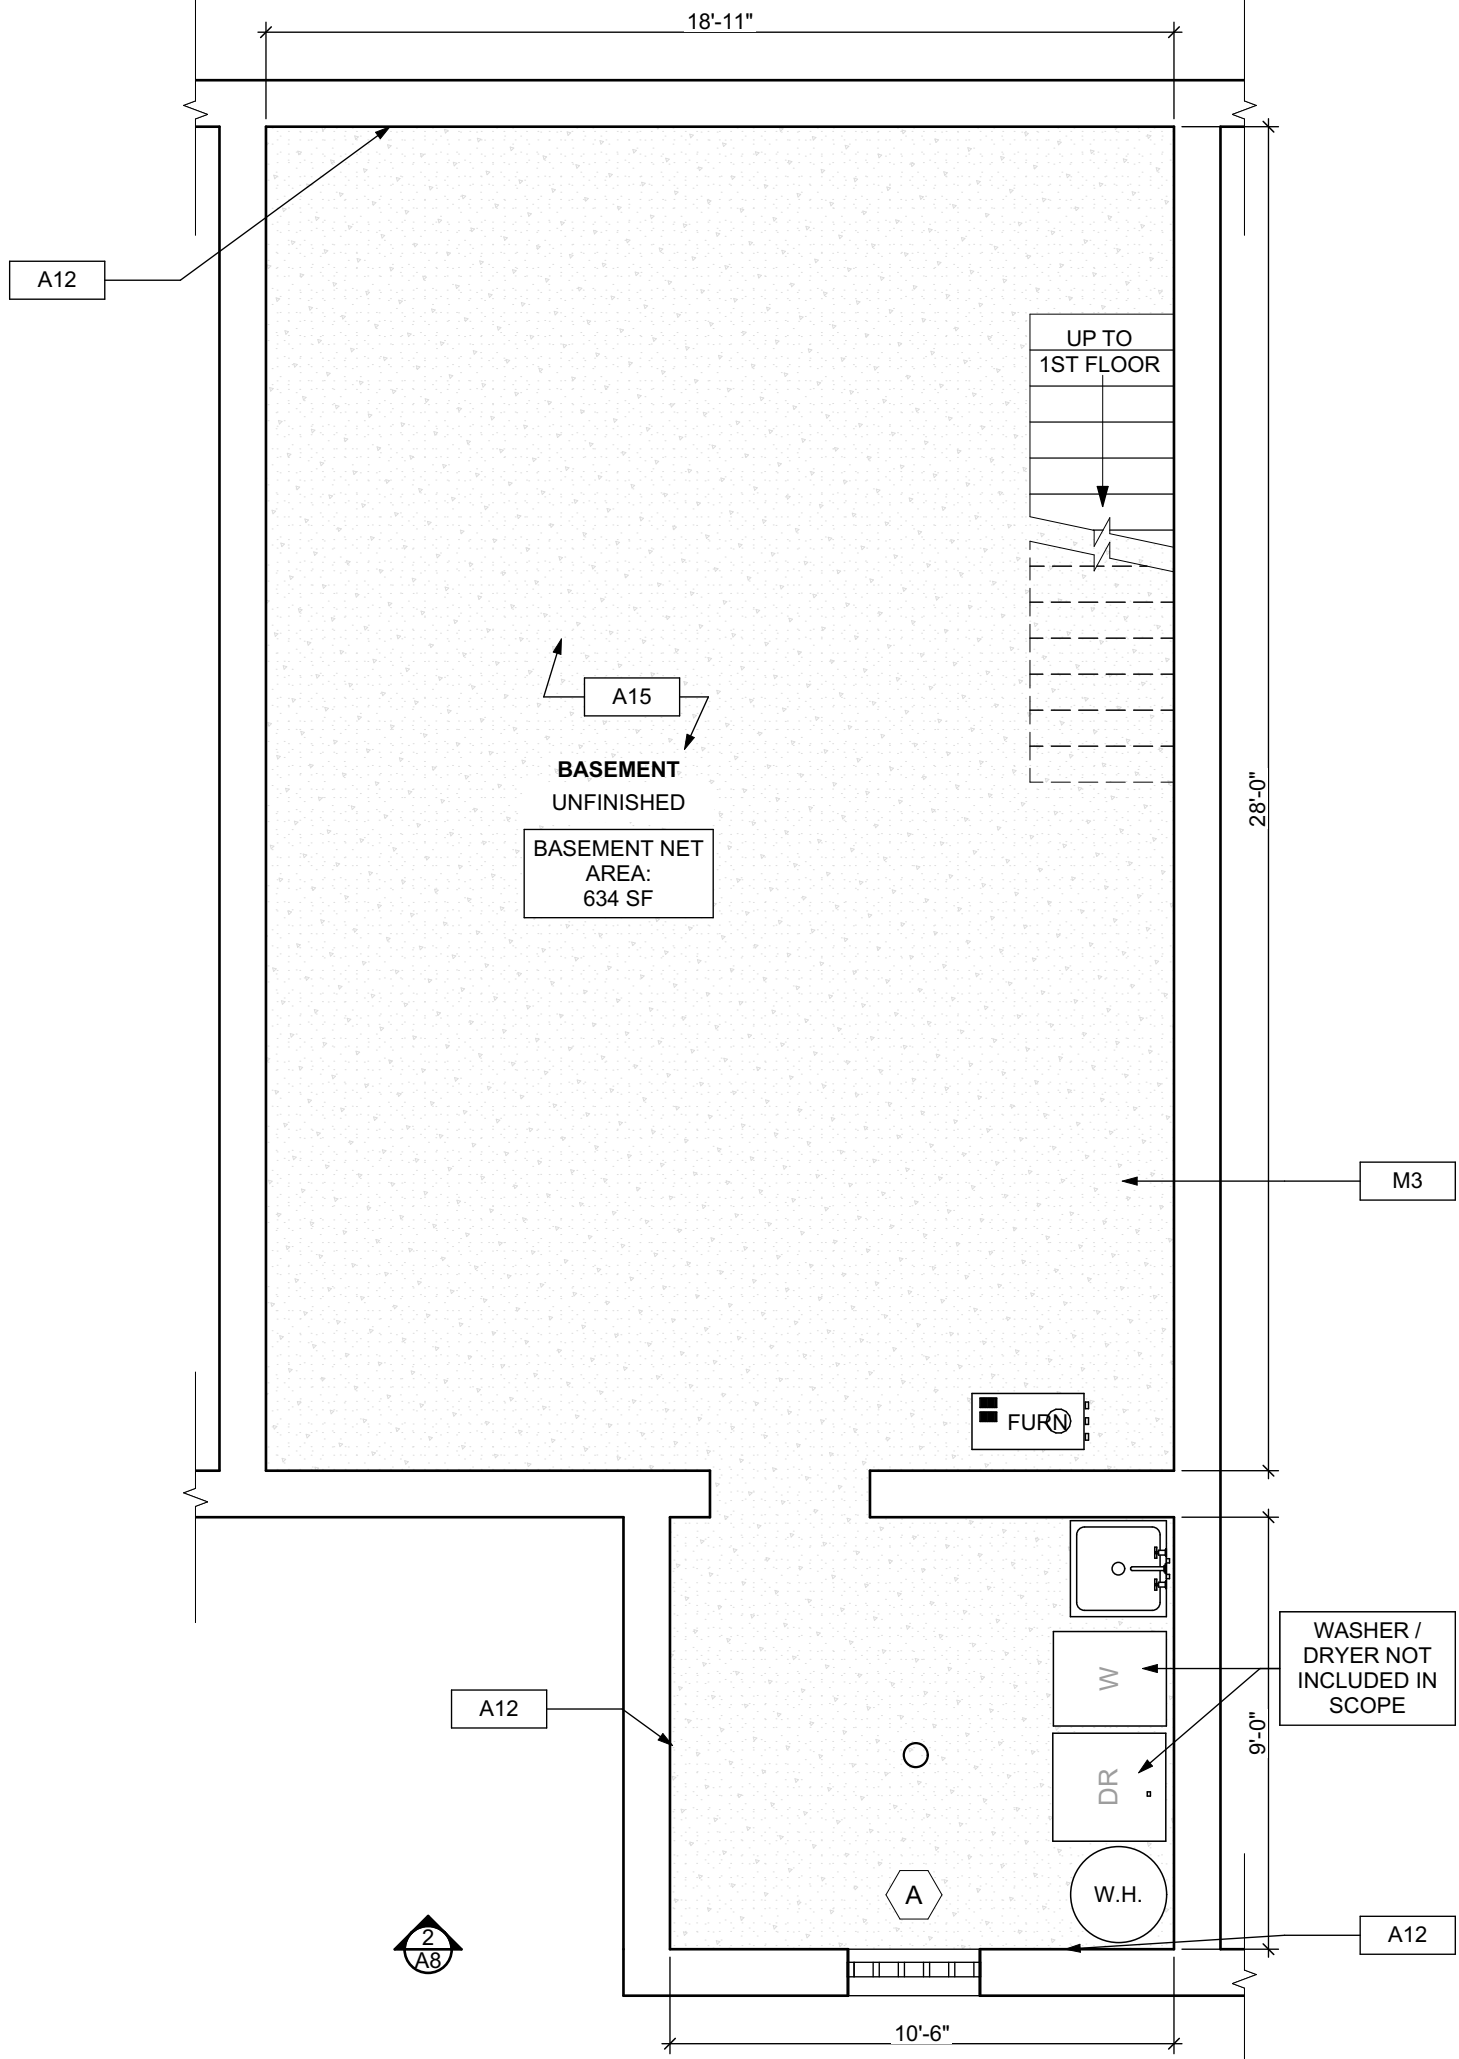 18'-11"
A12
UP TO
1ST FLOOR
A15
BASEMENT
UNFINISHED
BASEMENT NET
AREA:
634 SF
28'-0"
M3
FURN
WASHER /
DRYER NOT
INCLUDED IN
SCOPE
W
A12
9'-0"
DR
A
W.H.
A12
2
A8
10'-6"